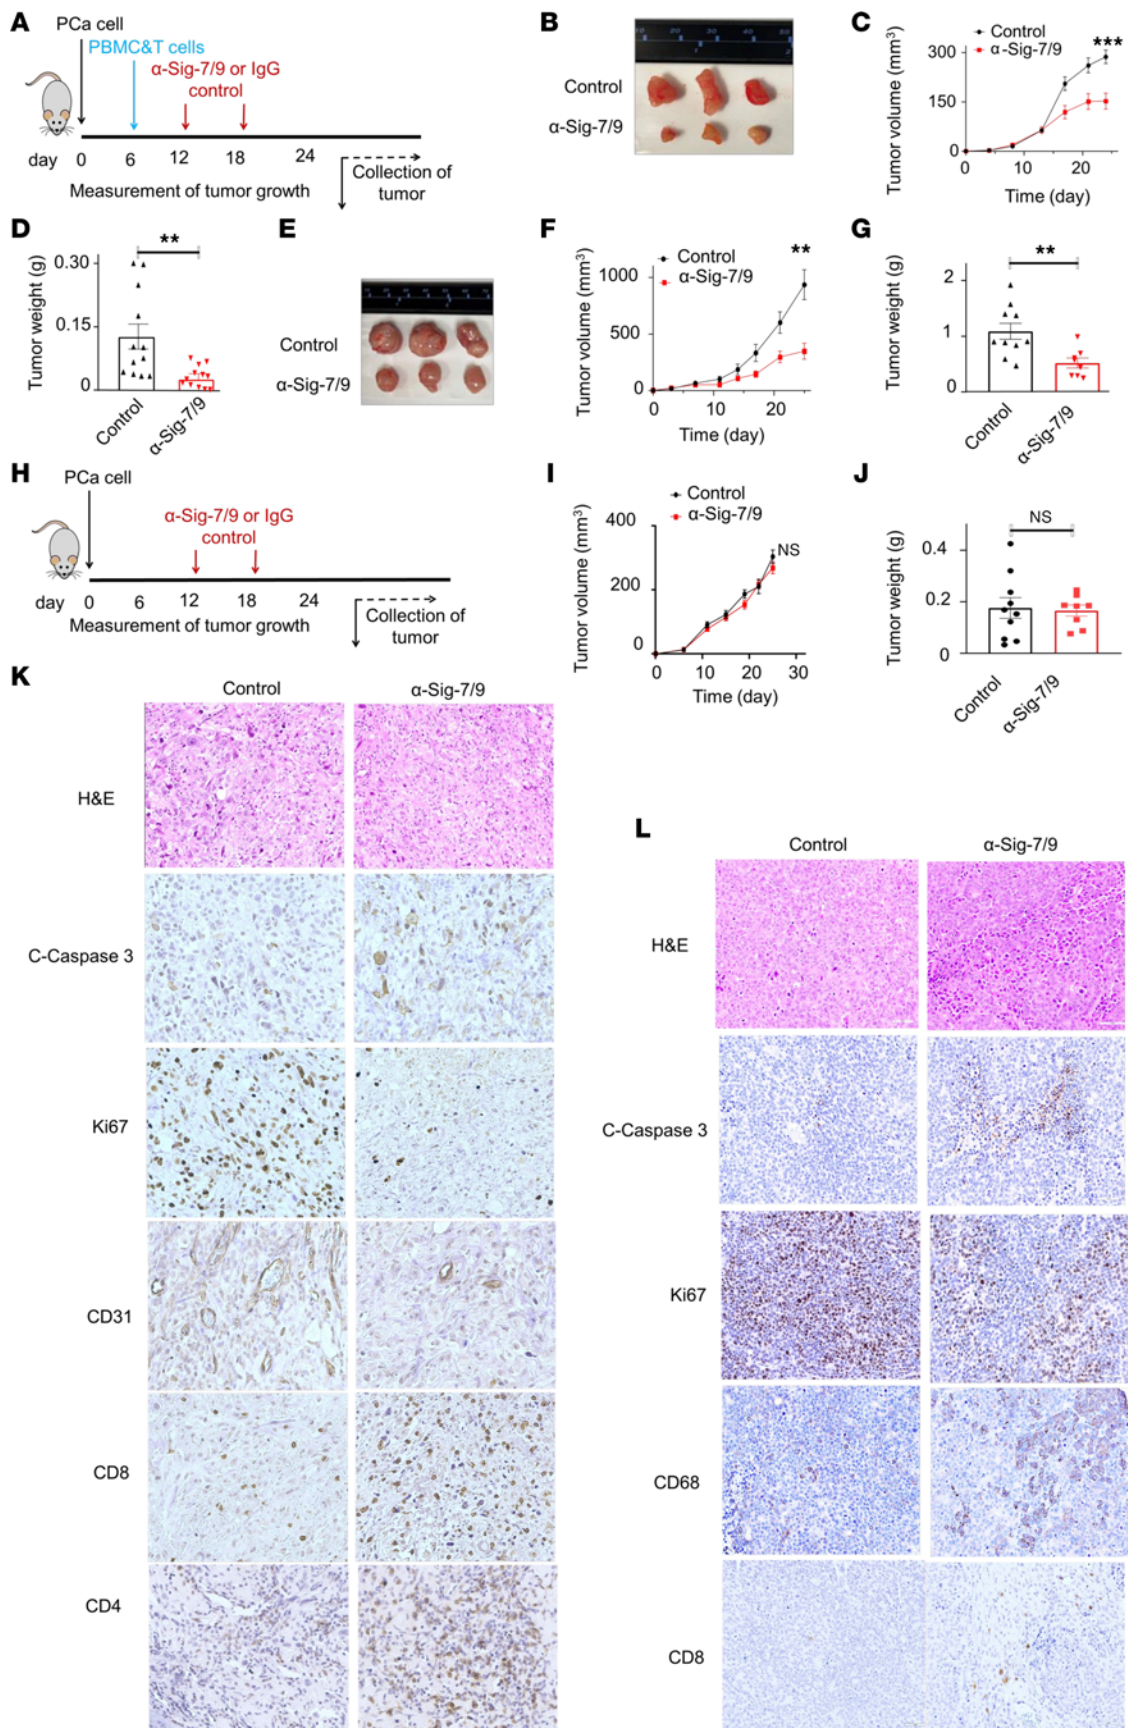 A
PCa cell
PBMC&T cells
α-Sig-7/9 or IgG
control
day 0 6 12 18 24
Measurement of tumor growth
Collection of
tumor
B
Control
α-Sig-7/9
C
Control
α-Sig-7/9
***
Tumor volume (mm³)
300
150
0
0 10 20
Time (day)
D
**
Tumor weight (g)
0.30
0.15
0
Control
α-Sig-7/9
E
Control
α-Sig-7/9
F
Control
α-Sig-7/9
**
Tumor volume (mm³)
1000
500
0
0 10 20
Time (day)
G
**
Tumor weight (g)
2
1
0
Control
α-Sig-7/9
H
PCa cell
α-Sig-7/9 or IgG
control
day 0 6 12 18 24
Measurement of tumor growth
Collection of
tumor
I
Control
α-Sig-7/9
NS
Tumor volume (mm³)
400
200
0
0 10 20 30
Time (day)
J
NS
Tumor weight (g)
0.4
0.2
0
Control
α-Sig-7/9
K
Control α-Sig-7/9
H&E
C-Caspase 3
Ki67
CD31
CD8
CD4
L
Control α-Sig-7/9
H&E
C-Caspase 3
Ki67
CD68
CD8